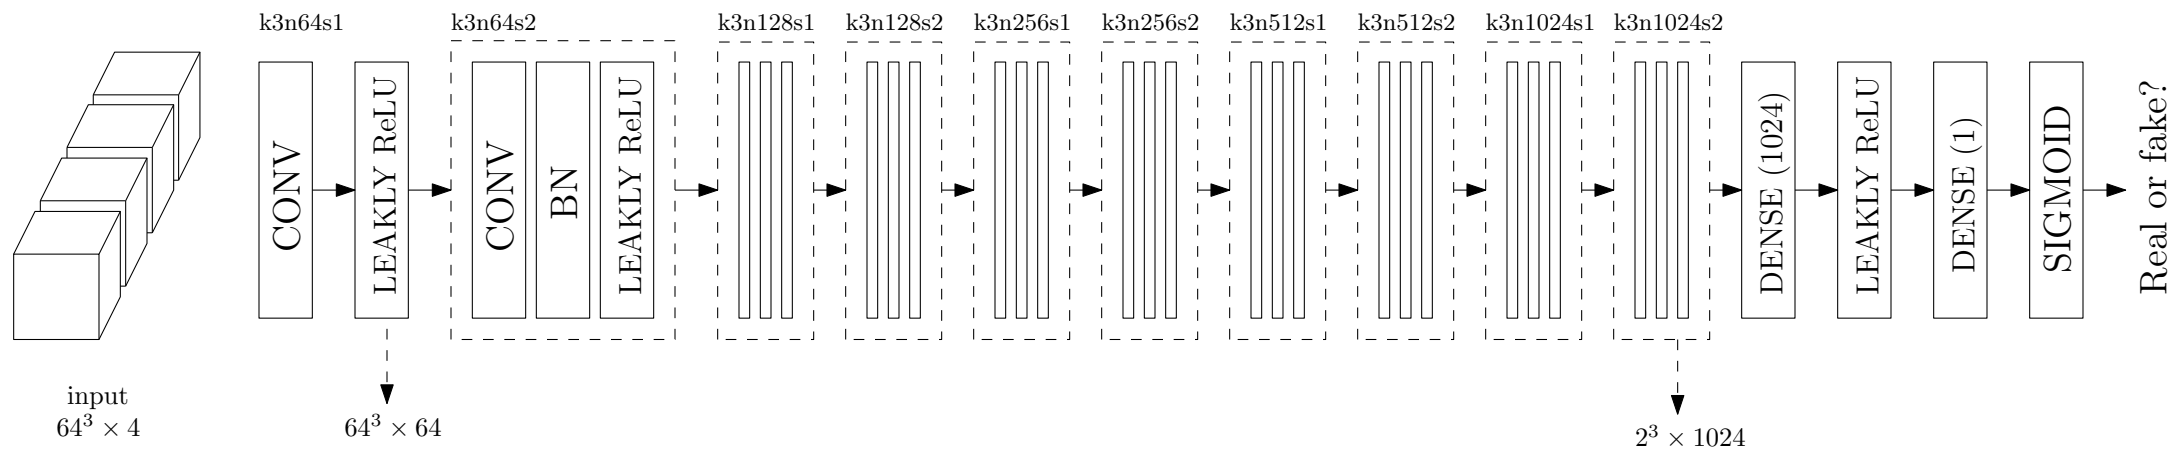 k3n64s1
k3n64s2
k3n128s1
k3n128s2
k3n256s1
k3n256s2
k3n512s1
k3n512s2
k3n1024s1
k3n1024s2
CONV
LEAKLY ReLU
CONV
BN
LEAKLY ReLU
DENSE (1024)
LEAKLY ReLU
DENSE (1)
SIGMOID
Real or fake?
input
64³ × 4
64³ × 64
2³ × 1024